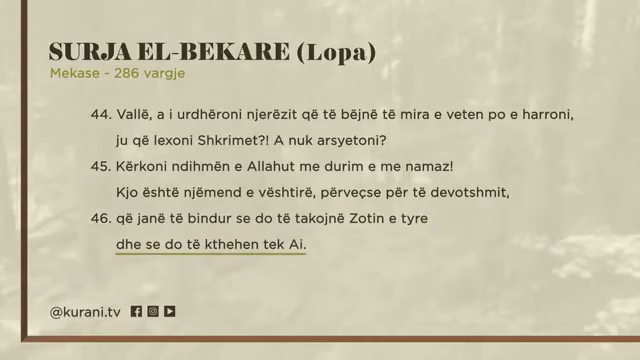 SURJA EL-BEKARE (Lopa)
Mekase - 286 vargje
44. Vallë, a i urdhëroni njerëzit që të bëjnë të mira e veten po e harroni,
ju që lexoni Shkrimet?! A nuk arsyetoni?
45. Kërkoni ndihmën e Allahut me durim e me namaz!
Kjo është njëmend e vështirë, përveçse për të devotshmit,
46. që janë të bindur se do të takojnë Zotin e tyre
dhe se do të kthehen tek Ai.
@kurani.tv